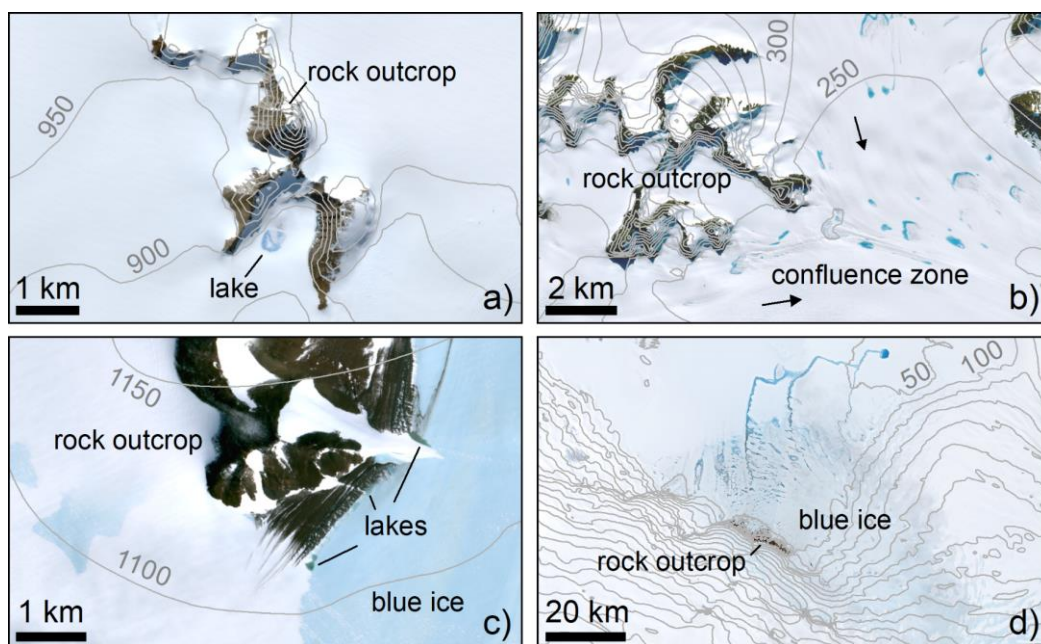 950
rock outcrop
900
lake
1 km
a)
300
250
rock outcrop
confluence zone
2 km
b)
1150
rock outcrop
lakes
1100
blue ice
1 km
c)
50
100
blue ice
rock outcrop
20 km
d)